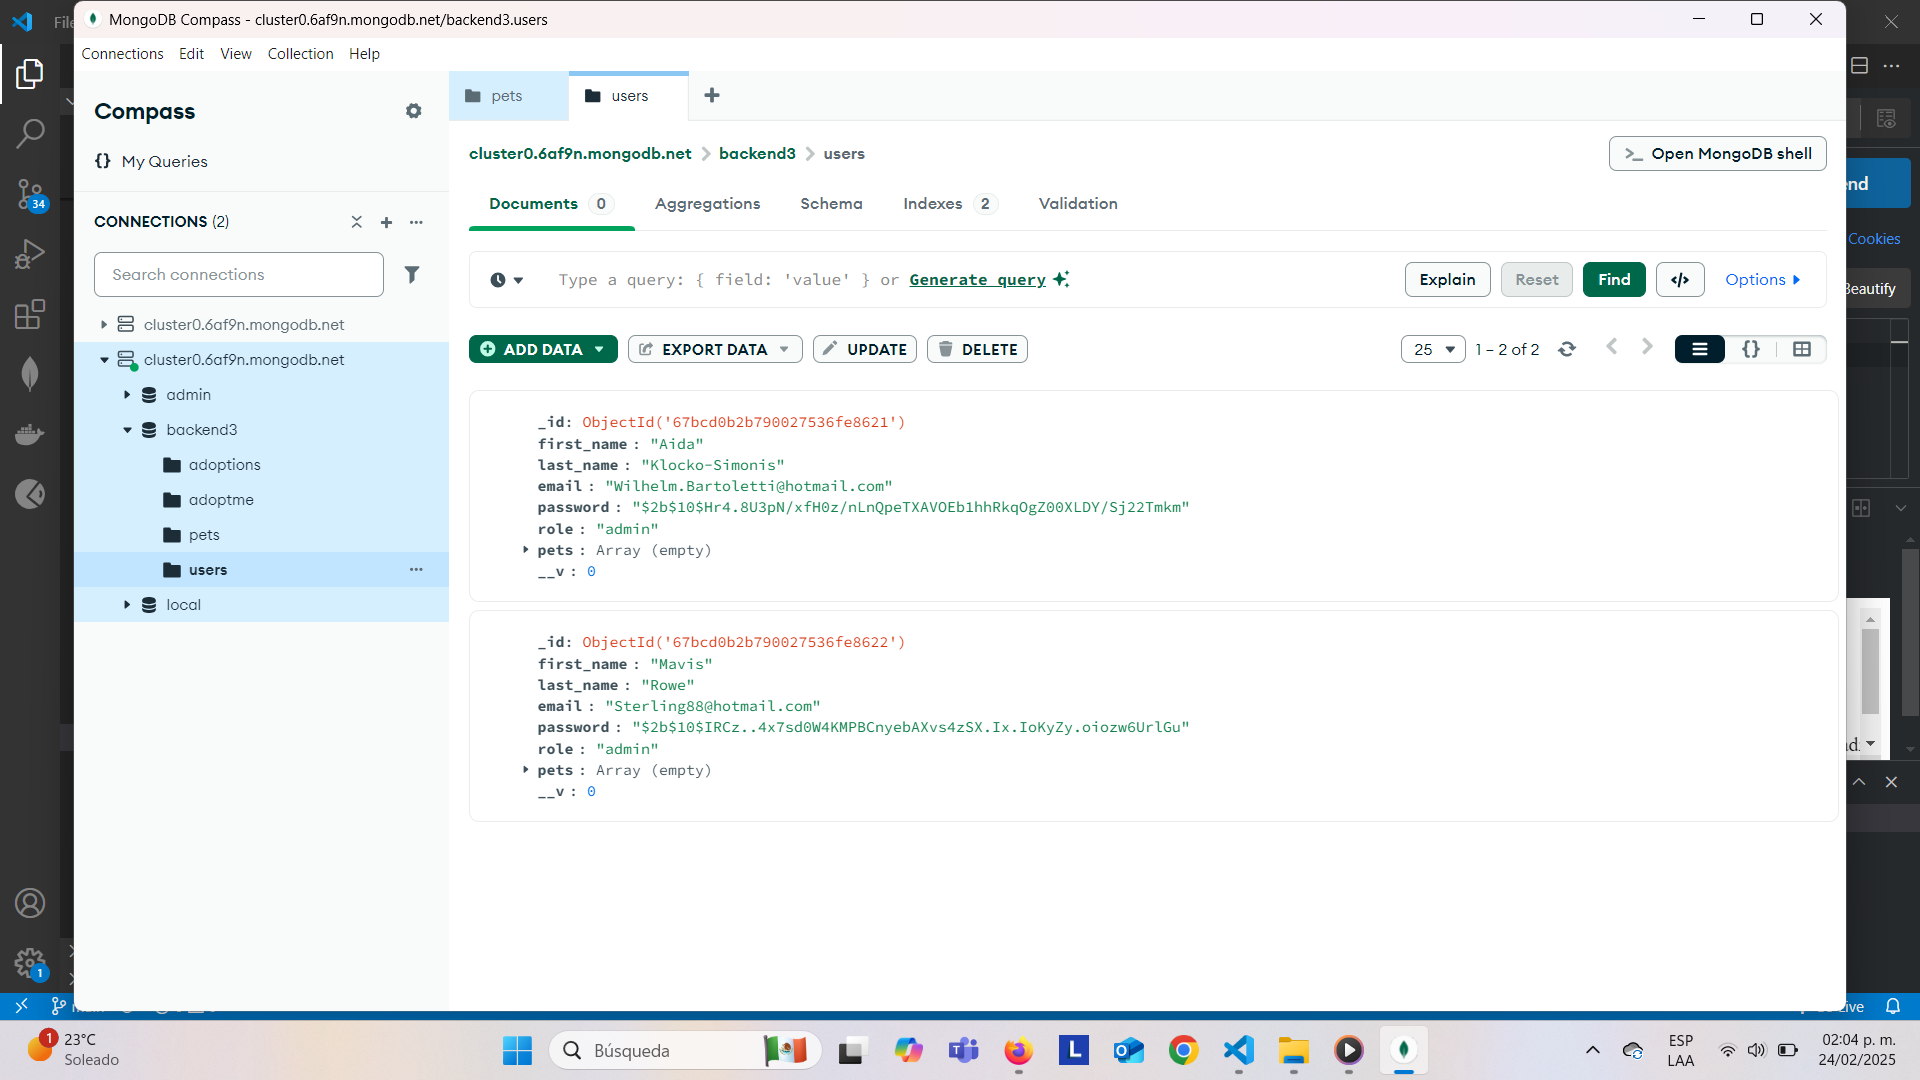 File
MongoDB Compass - cluster0.6af9n.mongodb.net/backend3.users
Connections Edit View Collection Help
Compass
My Queries
CONNECTIONS (2)
Search connections
cluster0.6af9n.mongodb.net
cluster0.6af9n.mongodb.net
admin
backend3
adoptions
adoptme
pets
users
local
pets
users
cluster0.6af9n.mongodb.net > backend3 > users
>_ Open MongoDB shell
Documents 0 Aggregations Schema Indexes 2 Validation
Type a query: { field: 'value' } or Generate query
Explain Reset Find </> Options
ADD DATA EXPORT DATA UPDATE DELETE
25 1 – 2 of 2 {}
_id: ObjectId('67bcd0b2b790027536fe8621')
first_name : "Aida"
last_name : "Klocko-Simonis"
email : "Wilhelm.Bartoletti@hotmail.com"
password : "$2b$10$Hr4.8U3pN/xfH0z/nLnQpeTXAVOEb1hhRkqOgZ00XLDY/Sj22Tmkm"
role : "admin"
pets : Array (empty)
__v : 0
_id: ObjectId('67bcd0b2b790027536fe8622')
first_name : "Mavis"
last_name : "Rowe"
email : "Sterling88@hotmail.com"
password : "$2b$10$IRCz..4x7sd0W4KMPBCnyebAXvs4zSX.Ix.IoKyZy.oiozw6UrlGu"
role : "admin"
pets : Array (empty)
__v : 0
34
1
Cookies
Beautify
1
23°C
Soleado
Búsqueda
L
ESP
LAA
02:04 p. m.
24/02/2025